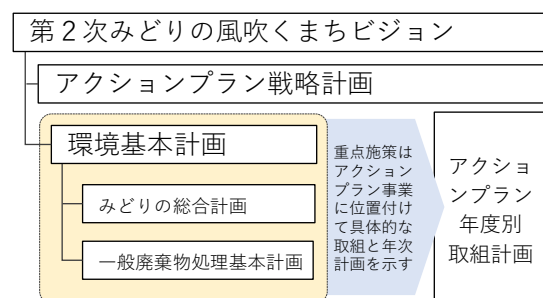 第２次みどりの風吹くまちビジョン
アクションプラン戦略計画
環境基本計画
みどりの総合計画
一般廃棄物処理基本計画
重点施策は
アクション
プラン事業
に位置付け
て具体的な
取組と年次
計画を示す
アクショ
ンプラン
年度別
取組計画